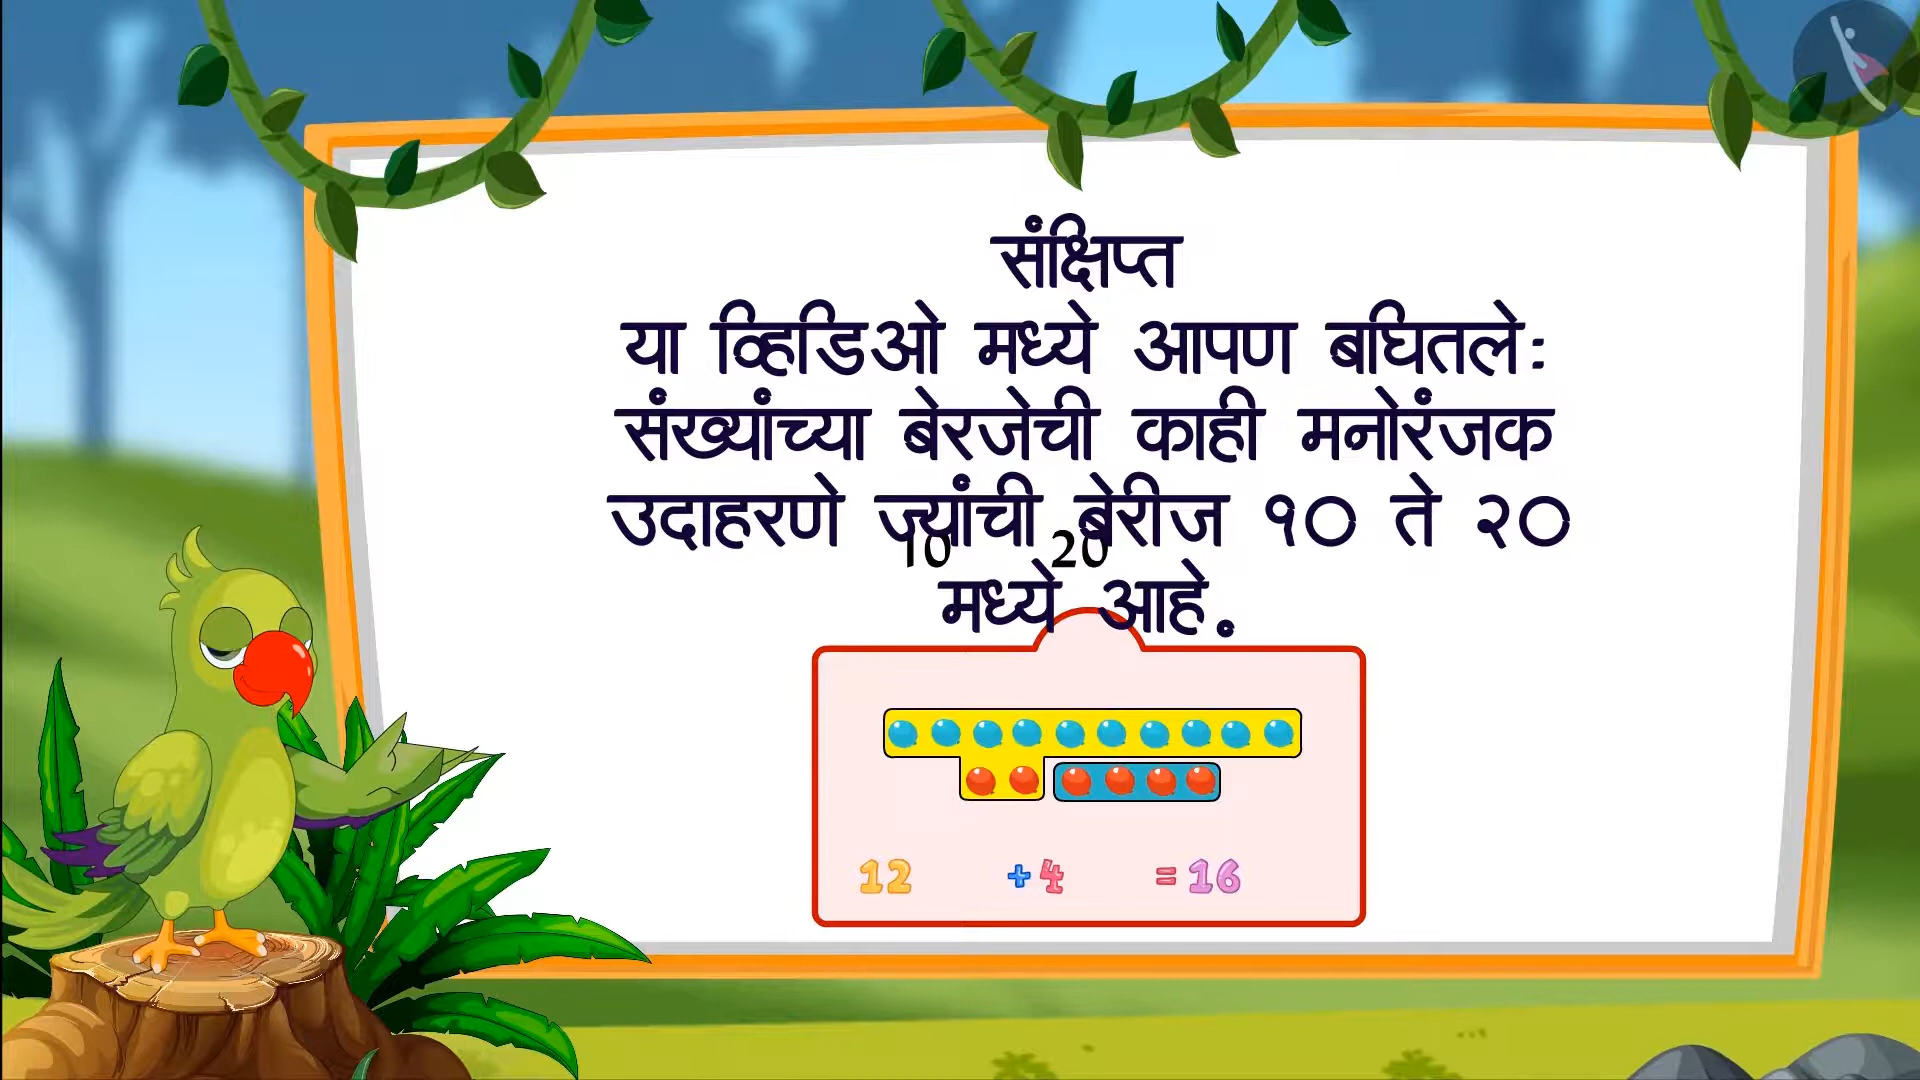 संक्षिप्त
या व्हिडिओ मध्ये आपण बघितले:
संख्यांच्या बेरजेची काही मनोरंजक
उदाहरणे ज्यांची बेरीज १० ते २०
10 20
मध्ये आहे.
12 + 4 = 16